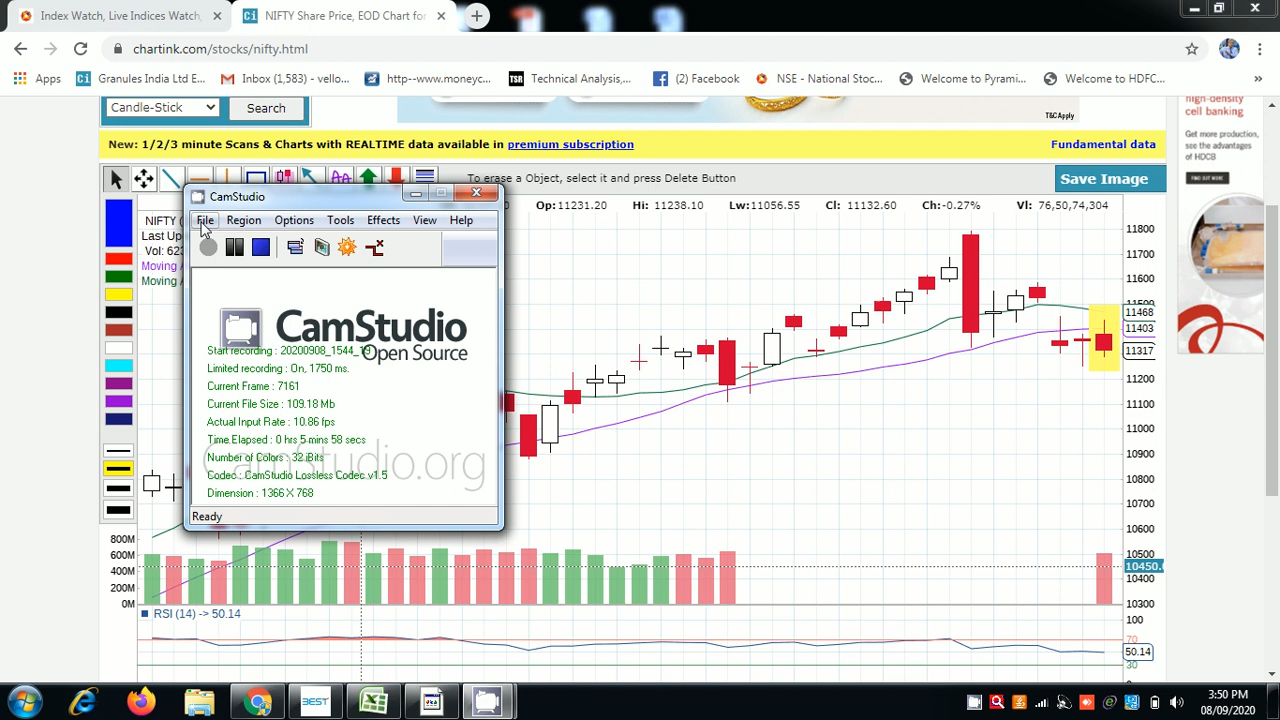 Index Watch, Live Indices Watch,
NIFTY Share Price, EOD Chart for
chartink.com/stocks/nifty.html
Apps
Granules India Ltd E...
Inbox (1,583) - vello...
http--www.moneyc...
TSR
Technical Analysis,...
(2) Facebook
NSE - National Stoc...
Welcome to Pyrami...
Welcome to HDFC...
»
Candle-Stick
Search
T&C Apply
high-density
cell banking
Get more production,
see the advantages
of HDCB
FIND OUT MORE
New: 1/2/3 minute Scans & Charts with REALTIME data available in premium subscription
Fundamental data
To erase a Object, select it and press Delete Button
Save Image
NIFTY (
Op:11231.20 Hi: 11238.10 Lw:11056.55 Cl: 11132.60 Ch:-0.27% Vl: 76,50,74,304
Last Up
Vol: 623
Moving A
Moving A
CamStudio
File Region Options Tools Effects View Help
CamStudio
Open Source
Start recording : 20200908_1544_19
Limited recording : On, 1750 ms.
Current Frame : 7161
Current File Size : 109.18 Mb
Actual Input Rate : 10.86 fps
Time Elapsed : 0 hrs 5 mins 58 secs
Number of Colors : 32 Bits
CamStudio.org
Codec : CamStudio Lossless Codec v1.5
Dimension : 1366 X 768
Ready
11800
11700
11600
11500
11468
11403
11317
11200
11100
11000
10900
10800
10700
10600
10500
10450.0
10400
10300
800M
600M
400M
200M
0M
RSI (14) -> 50.14
100
70
50.14
30
BEST
3:50 PM
08/09/2020